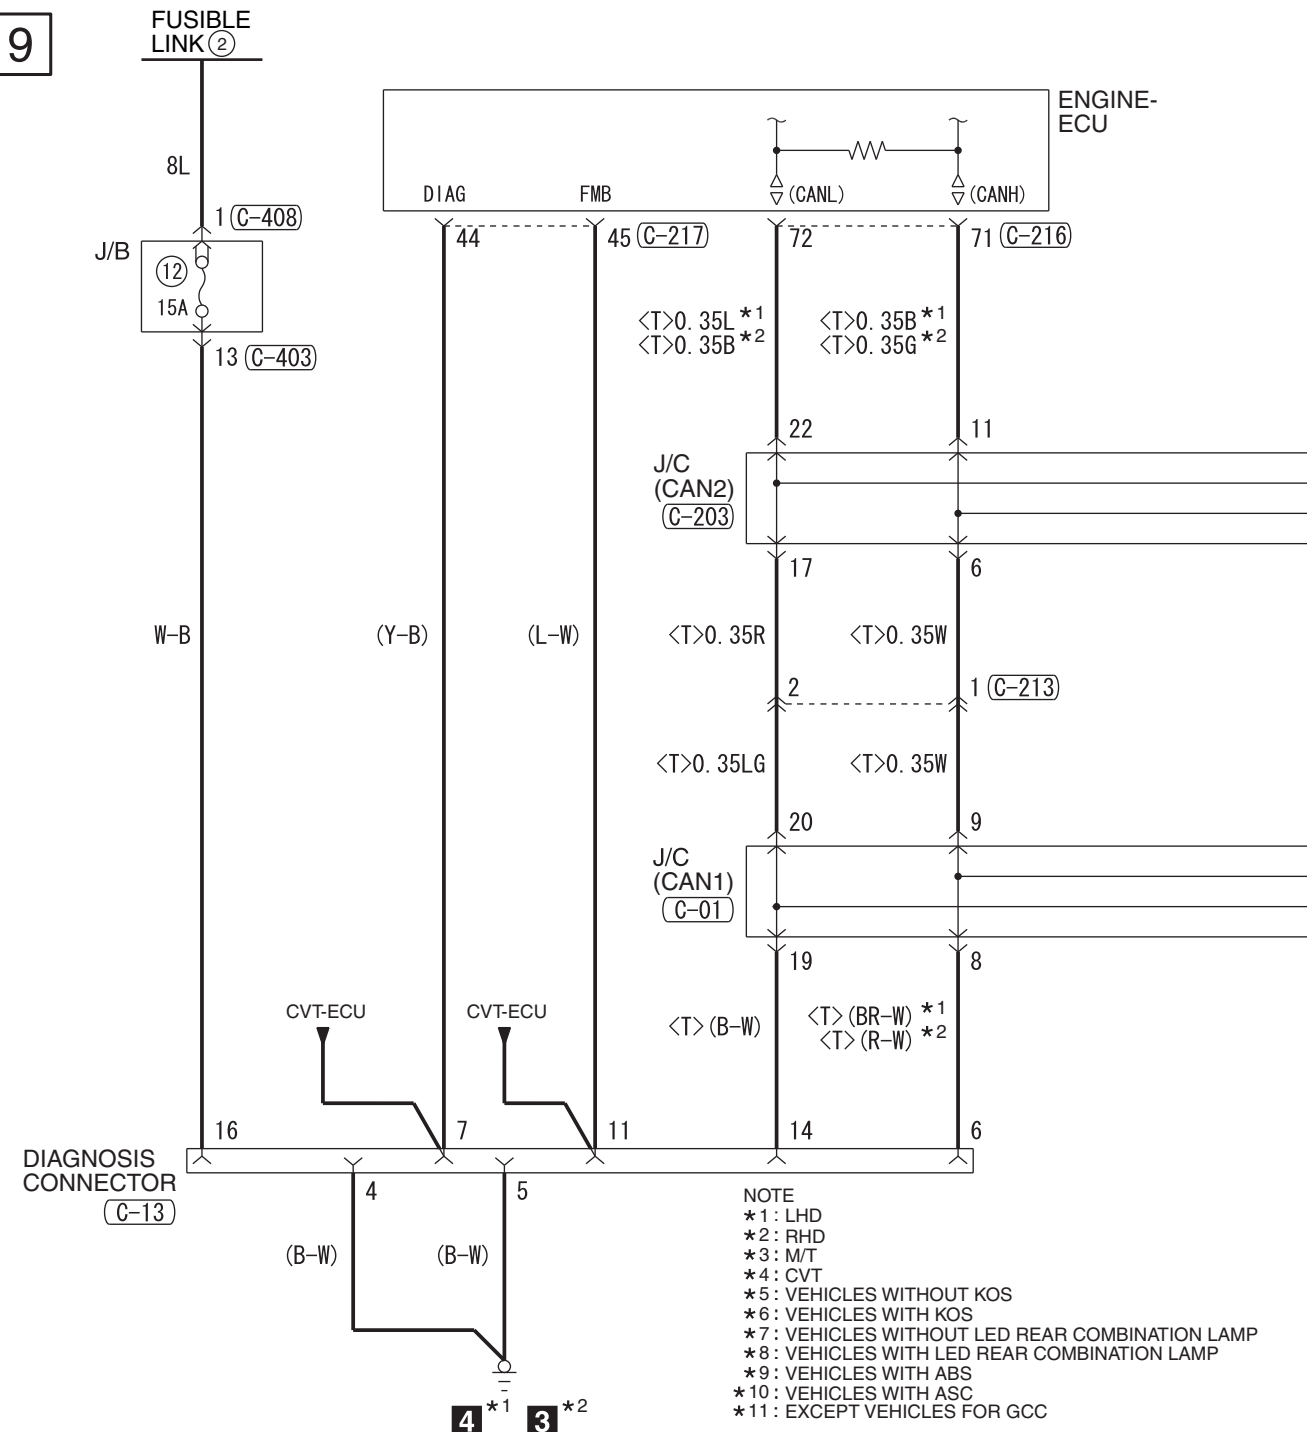 9
FUSIBLE
LINK 2
8L
1 (C-408)
J/B
12
15A
13 (C-403)
W-B
ENGINE-
ECU
DIAG
FMB
(CANL)
(CANH)
44
45 (C-217)
72
71 (C-216)
<T>0.35L *1
<T>0.35B *2
<T>0.35B *1
<T>0.35G *2
22
11
J/C
(CAN2)
(C-203)
17
6
(Y-B)
(L-W)
<T>0.35R
<T>0.35W
2
1 (C-213)
<T>0.35LG
<T>0.35W
20
9
J/C
(CAN1)
(C-01)
19
8
CVT-ECU
CVT-ECU
<T>(B-W)
<T>(BR-W) *1
<T>(R-W) *2
16
7
11
14
6
DIAGNOSIS
CONNECTOR
(C-13)
4
5
(B-W)
(B-W)
4 *1
3 *2
NOTE
*1: LHD
*2: RHD
*3: M/T
*4: CVT
*5: VEHICLES WITHOUT KOS
*6: VEHICLES WITH KOS
*7: VEHICLES WITHOUT LED REAR COMBINATION LAMP
*8: VEHICLES WITH LED REAR COMBINATION LAMP
*9: VEHICLES WITH ABS
*10: VEHICLES WITH ASC
*11: EXCEPT VEHICLES FOR GCC